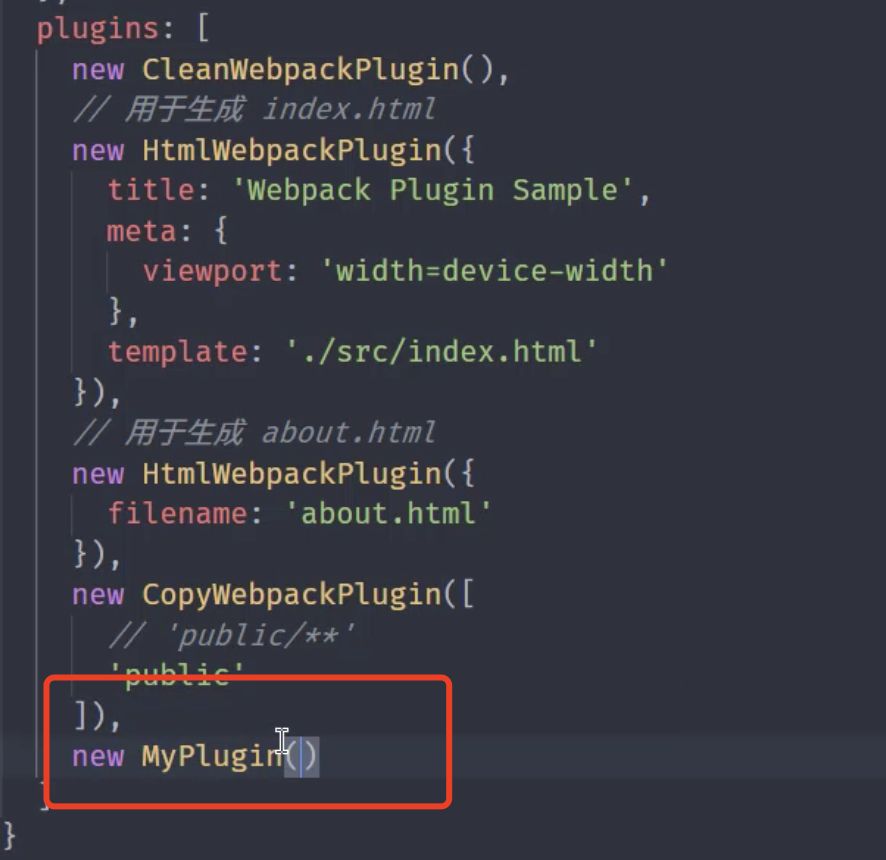 plugins: [
new CleanWebpackPlugin(),
// 用于生成 index.html
new HtmlWebpackPlugin({
title: 'Webpack Plugin Sample',
meta: {
viewport: 'width=device-width'
},
template: './src/index.html'
}),
// 用于生成 about.html
new HtmlWebpackPlugin({
filename: 'about.html'
}),
new CopyWebpackPlugin([
// 'public/**'
'public'
]),
new MyPlugin()
]
}